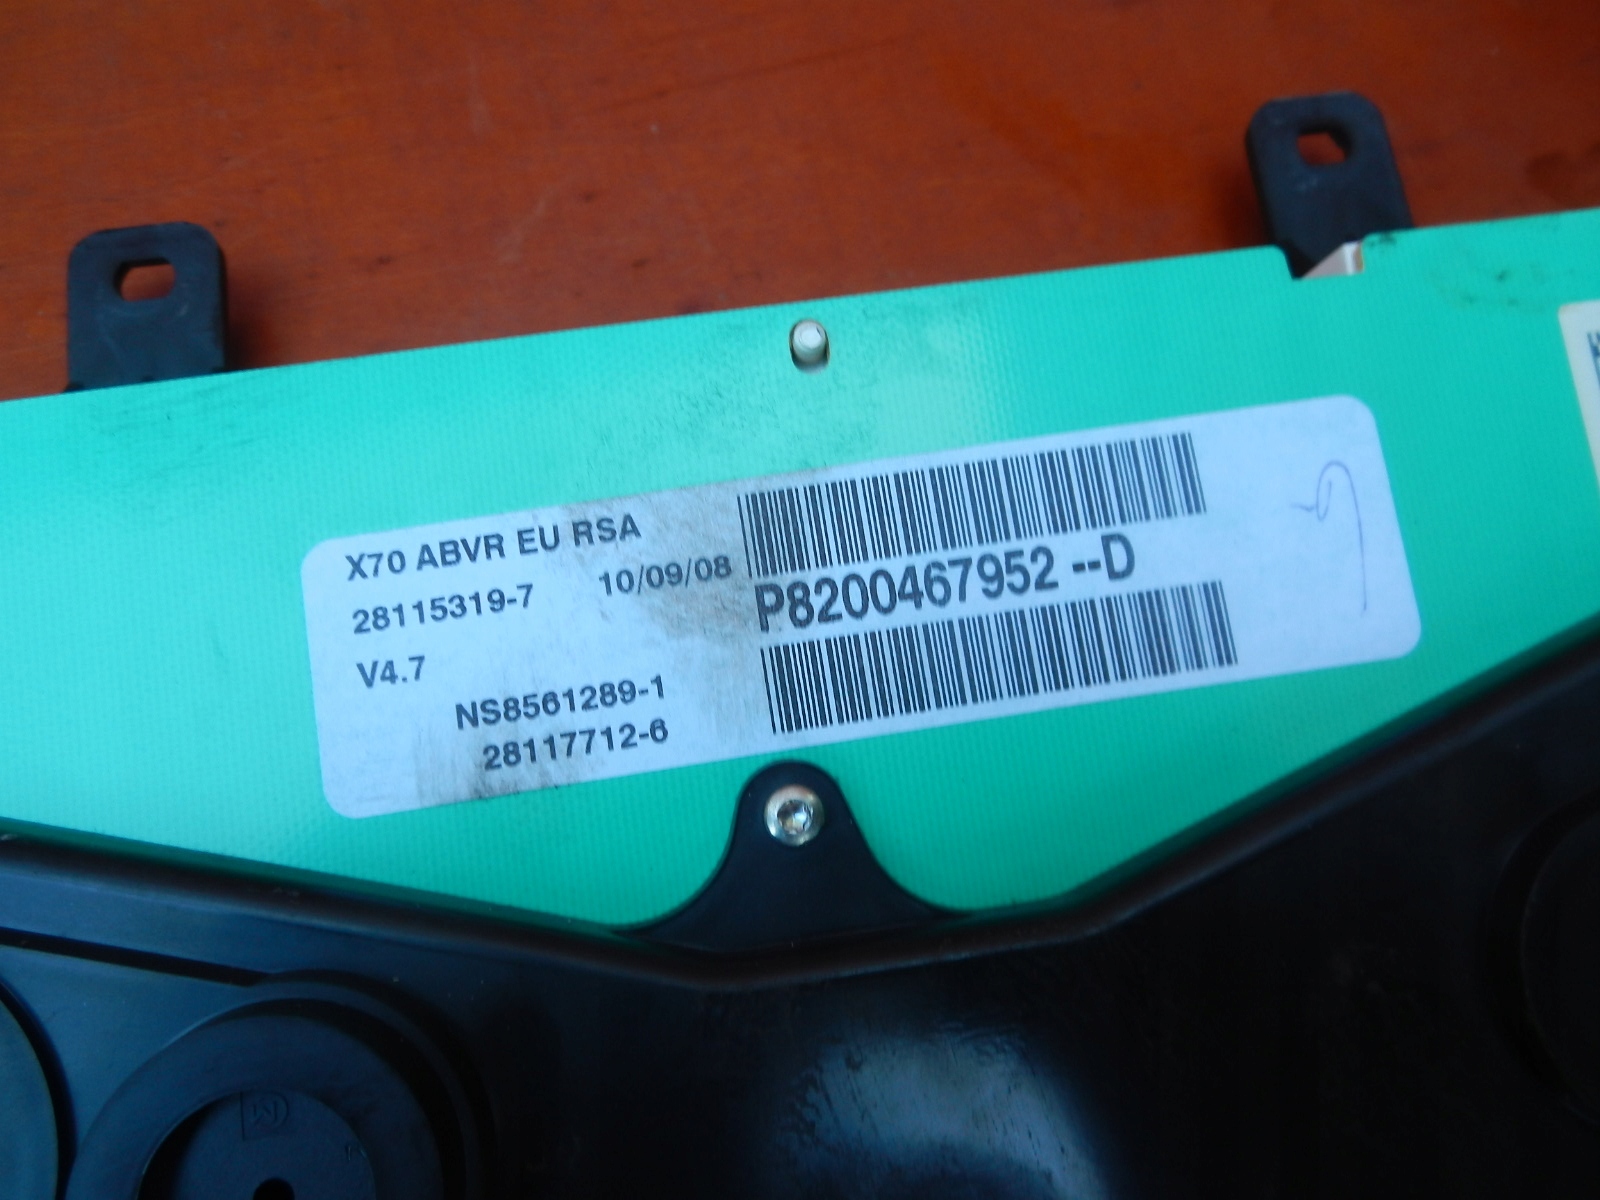 X70 ABVR EU RSA
28115319-7 10/09/08
V4.7
NS8561289-1
28117712-6
P8200467952 --D